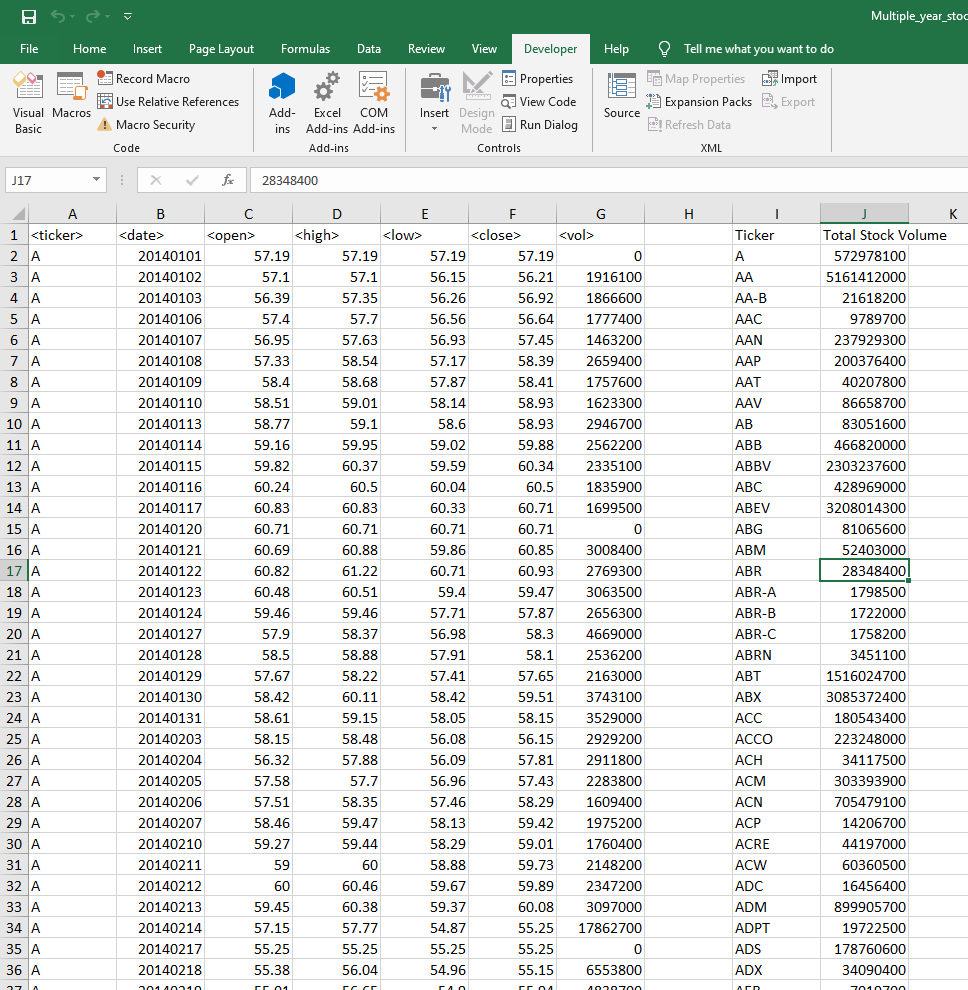 Multiple_year_stoc
File Home Insert Page Layout Formulas Data Review View Developer Help Tell me what you want to do
Visual Basic
Macros
Record Macro
Use Relative References
Macro Security
Code
Add-ins
Excel Add-ins
COM Add-ins
Add-ins
Insert
Design Mode
Properties
View Code
Run Dialog
Controls
Source
Map Properties
Expansion Packs
Refresh Data
Import
Export
XML
J17 fx 28348400
A B C D E F G H I J K
1 <ticker> <date> <open> <high> <low> <close> <vol> Ticker Total Stock Volume
2 A 20140101 57.19 57.19 57.19 57.19 0 A 572978100
3 A 20140102 57.1 57.1 56.15 56.21 1916100 AA 5161412000
4 A 20140103 56.39 57.35 56.26 56.92 1866600 AA-B 21618200
5 A 20140106 57.4 57.7 56.56 56.64 1777400 AAC 9789700
6 A 20140107 56.95 57.63 56.93 57.45 1463200 AAN 237929300
7 A 20140108 57.33 58.54 57.17 58.39 2659400 AAP 200376400
8 A 20140109 58.4 58.68 57.87 58.41 1757600 AAT 40207800
9 A 20140110 58.51 59.01 58.14 58.93 1623300 AAV 86658700
10 A 20140113 58.77 59.1 58.6 58.93 2946700 AB 83051600
11 A 20140114 59.16 59.95 59.02 59.88 2562200 ABB 466820000
12 A 20140115 59.82 60.37 59.59 60.34 2335100 ABBV 2303237600
13 A 20140116 60.24 60.5 60.04 60.5 1835900 ABC 428969000
14 A 20140117 60.83 60.83 60.33 60.71 1699500 ABEV 3208014300
15 A 20140120 60.71 60.71 60.71 60.71 0 ABG 81065600
16 A 20140121 60.69 60.88 59.86 60.85 3008400 ABM 52403000
17 A 20140122 60.82 61.22 60.71 60.93 2769300 ABR 28348400
18 A 20140123 60.48 60.51 59.4 59.47 3063500 ABR-A 1798500
19 A 20140124 59.46 59.46 57.71 57.87 2656300 ABR-B 1722000
20 A 20140127 57.9 58.37 56.98 58.3 4669000 ABR-C 1758200
21 A 20140128 58.5 58.88 57.91 58.1 2536200 ABRN 3451100
22 A 20140129 57.67 58.22 57.41 57.65 2163000 ABT 1516024700
23 A 20140130 58.42 60.11 58.42 59.51 3743100 ABX 3085372400
24 A 20140131 58.61 59.15 58.05 58.15 3529000 ACC 180543400
25 A 20140203 58.15 58.48 56.08 56.15 2929200 ACCO 223248000
26 A 20140204 56.32 57.88 56.09 57.81 2911800 ACH 34117500
27 A 20140205 57.58 57.7 56.96 57.43 2283800 ACM 303393900
28 A 20140206 57.51 58.35 57.46 58.29 1609400 ACN 705479100
29 A 20140207 58.46 59.47 58.13 59.42 1975200 ACP 14206700
30 A 20140210 59.27 59.44 58.29 59.01 1760400 ACRE 44197000
31 A 20140211 59 60 58.88 59.73 2148200 ACW 60360500
32 A 20140212 60 60.46 59.67 59.89 2347200 ADC 16456400
33 A 20140213 59.45 60.38 59.37 60.08 3097000 ADM 899905700
34 A 20140214 57.15 57.77 54.87 55.25 17862700 ADPT 19722500
35 A 20140217 55.25 55.25 55.25 55.25 0 ADS 178760600
36 A 20140218 55.38 56.04 54.96 55.15 6553800 ADX 34090400